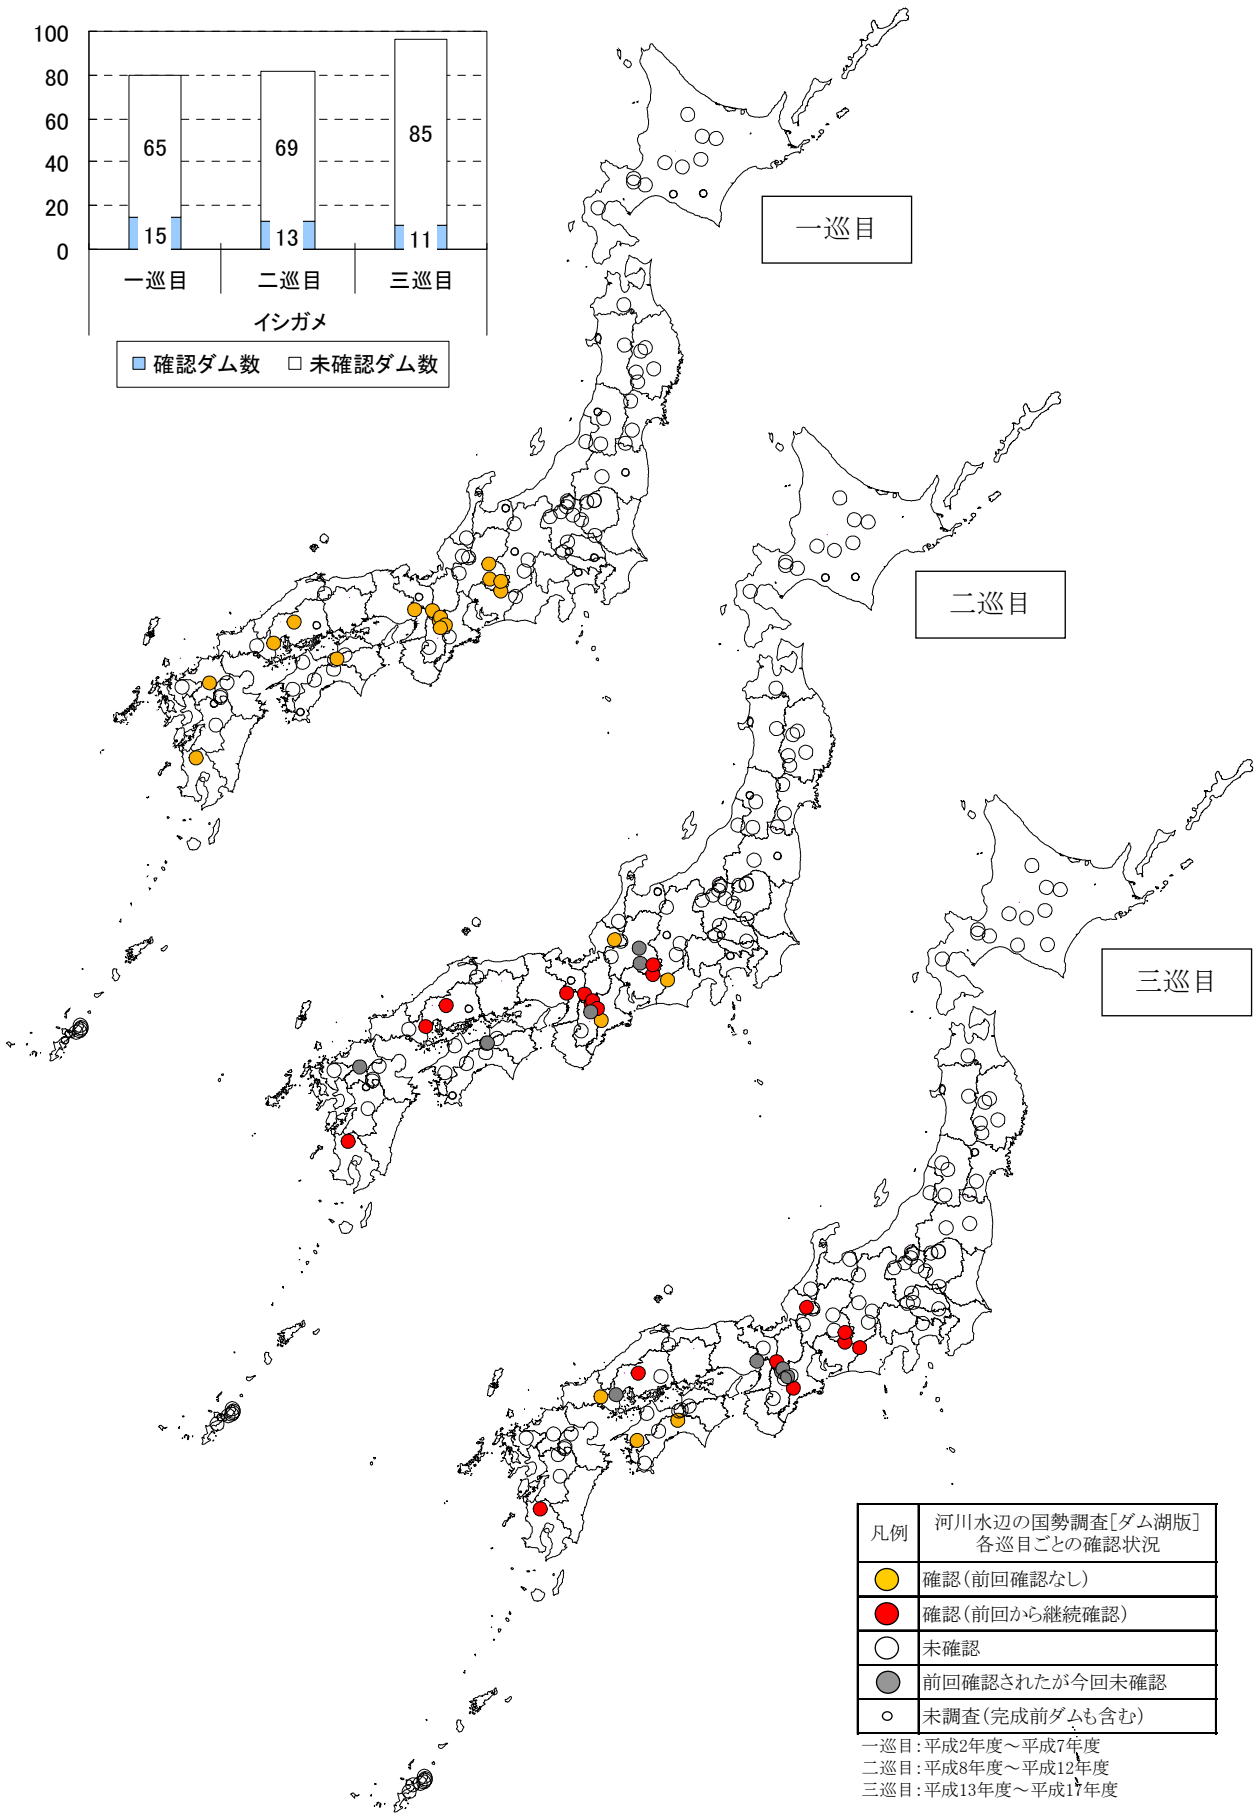 100
80
60
40
20
0
65
69
85
15
13
11
一巡目
二巡目
三巡目
イシガメ
確認ダム数
未確認ダム数
一巡目
二巡目
三巡目
凡例
河川水辺の国勢調査[ダム湖版]
各巡目ごとの確認状況
確認(前回確認なし)
確認(前回から継続確認)
未確認
前回確認されたが今回未確認
未調査(完成前ダムも含む)
一巡目:平成2年度～平成7年度
二巡目:平成8年度～平成12年度
三巡目:平成13年度～平成17年度